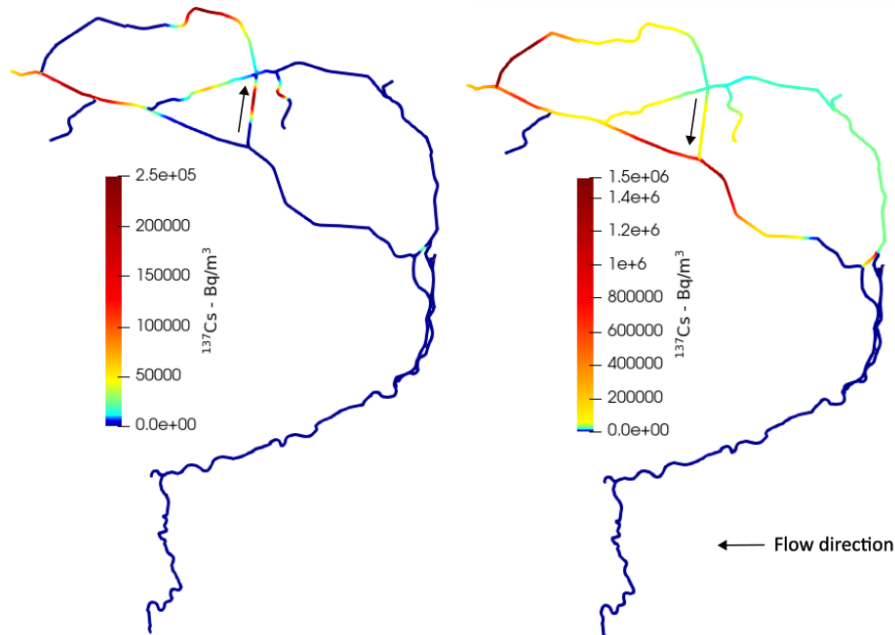 2.5e+05
200000
150000
100000
50000
0.0e+00
¹³⁷Cs - Bq/m³
1.5e+06
1.4e+6
1.2e+6
1e+6
800000
600000
400000
200000
0.0e+00
¹³⁷Cs - Bq/m³
Flow direction